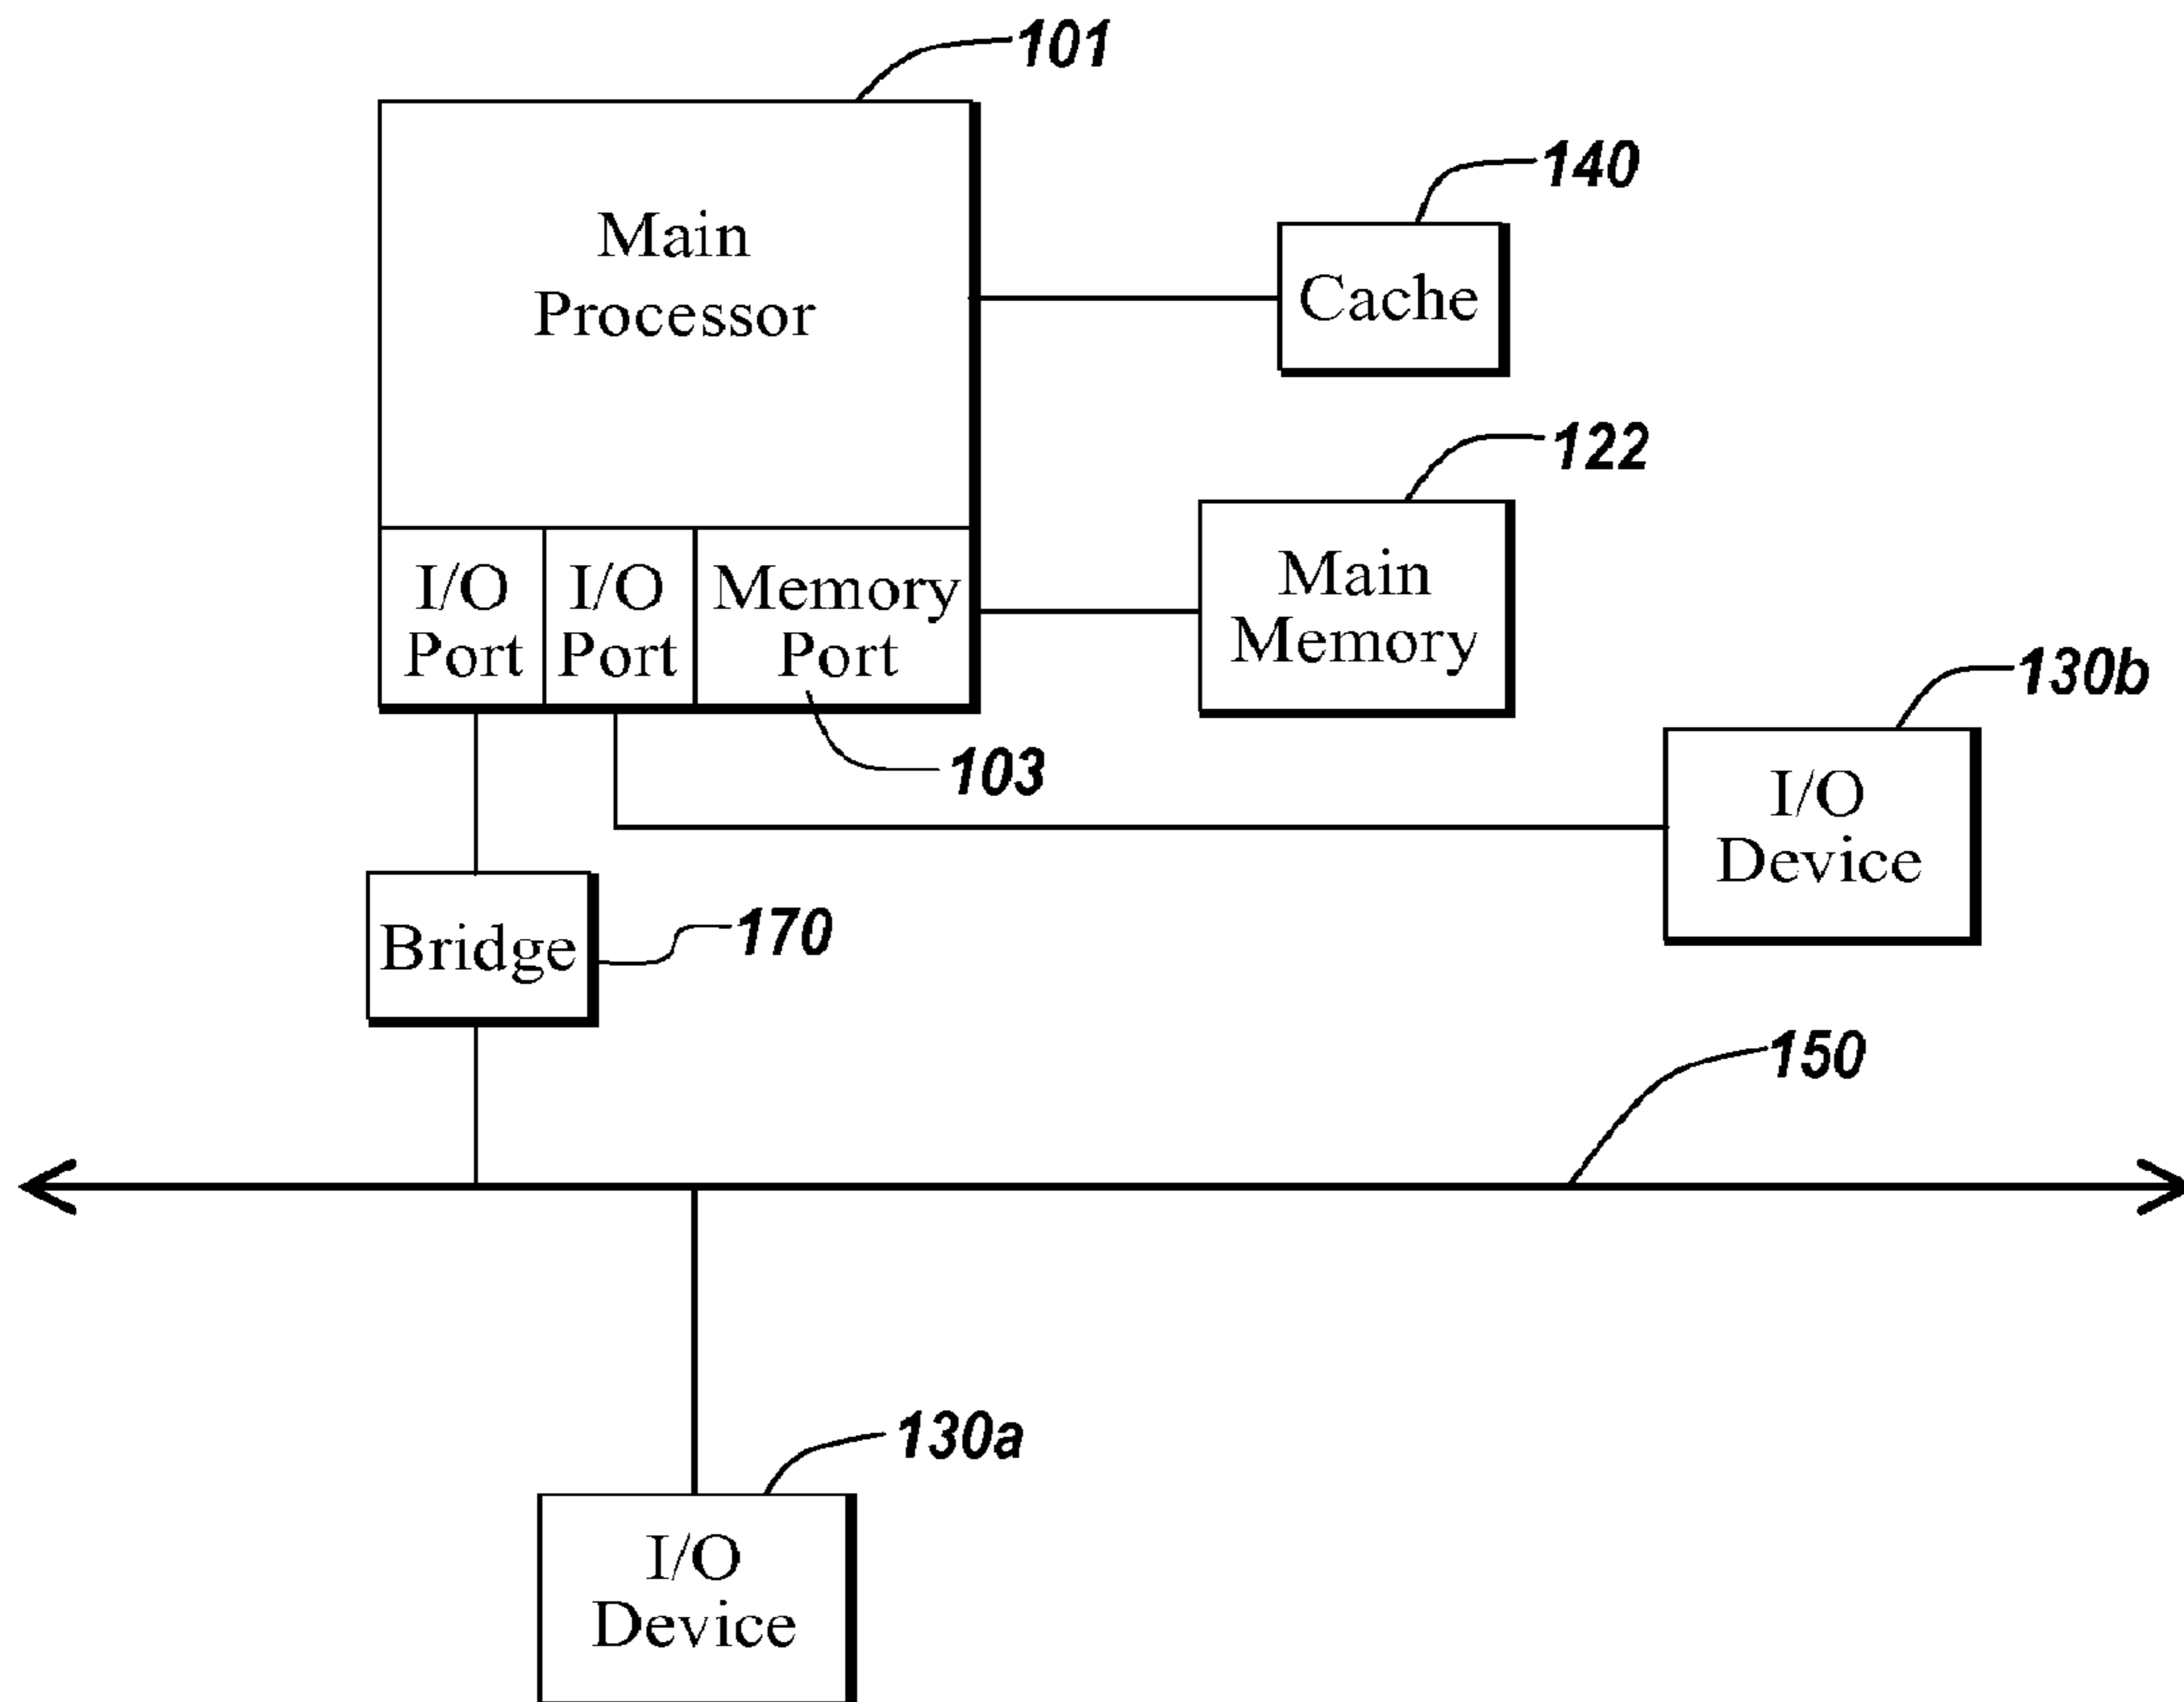 101
Main
Processor
140
Cache
122
Main
Memory
I/O
Port
I/O
Port
Memory
Port
103
130b
I/O
Device
Bridge
170
150
130a
I/O
Device